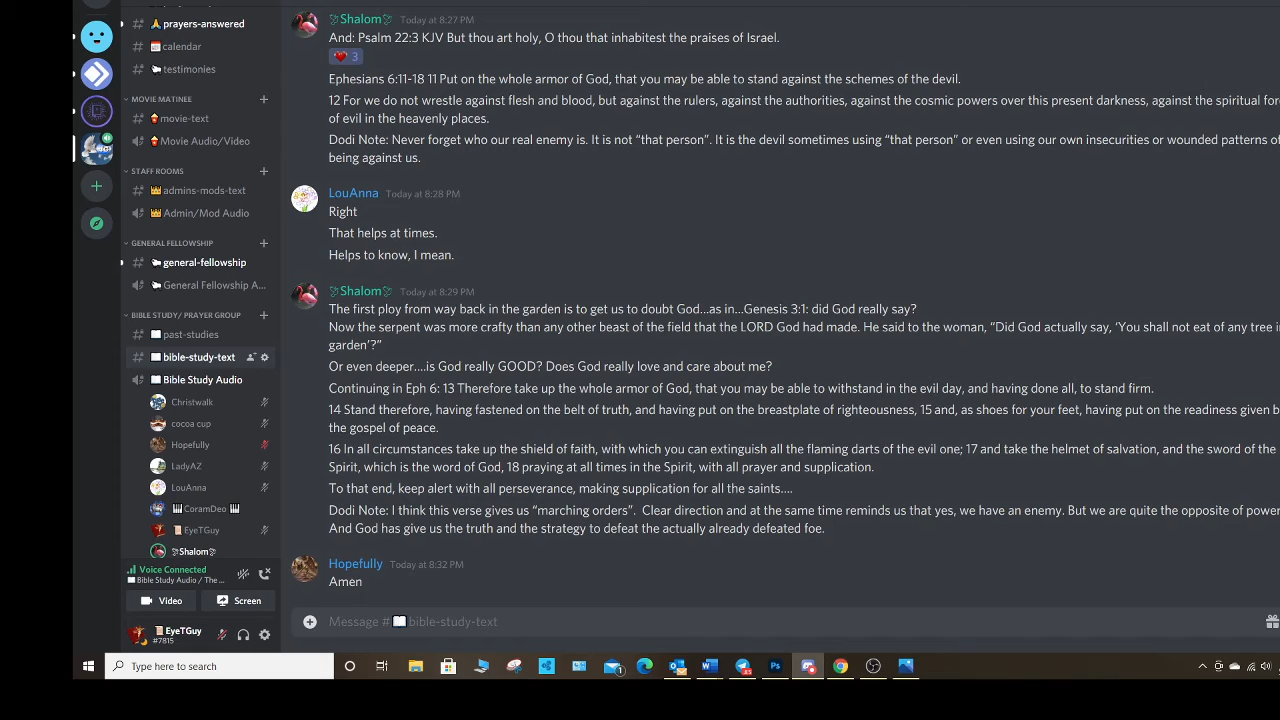 prayers-answered
calendar
testimonies
MOVIE MATINEE
movie-text
Movie Audio/Video
STAFF ROOMS
admins-mods-text
Admin/Mod Audio
GENERAL FELLOWSHIP
general-fellowship
General Fellowship A...
BIBLE STUDY/ PRAYER GROUP
past-studies
bible-study-text
Bible Study Audio
Christwalk
cocoa cup
Hopefully
LadyAZ
LouAnna
CoramDeo
EyeTGuy
Shalom
Voice Connected
Bible Study Audio / The ...
Video Screen
EyeTGuy
#7815
Shalom Today at 8:27 PM
And: Psalm 22:3 KJV But thou art holy, O thou that inhabitest the praises of Israel.
3
Ephesians 6:11-18 11 Put on the whole armor of God, that you may be able to stand against the schemes of the devil.
12 For we do not wrestle against flesh and blood, but against the rulers, against the authorities, against the cosmic powers over this present darkness, against the spiritual for
of evil in the heavenly places.
Dodi Note: Never forget who our real enemy is. It is not “that person”. It is the devil sometimes using “that person” or even using our own insecurities or wounded patterns of
being against us.
LouAnna Today at 8:28 PM
Right
That helps at times.
Helps to know, I mean.
Shalom Today at 8:29 PM
The first ploy from way back in the garden is to get us to doubt God...as in...Genesis 3:1: did God really say?
Now the serpent was more crafty than any other beast of the field that the LORD God had made. He said to the woman, “Did God actually say, ‘You shall not eat of any tree i
garden’?”
Or even deeper....is God really GOOD? Does God really love and care about me?
Continuing in Eph 6: 13 Therefore take up the whole armor of God, that you may be able to withstand in the evil day, and having done all, to stand firm.
14 Stand therefore, having fastened on the belt of truth, and having put on the breastplate of righteousness, 15 and, as shoes for your feet, having put on the readiness given b
the gospel of peace.
16 In all circumstances take up the shield of faith, with which you can extinguish all the flaming darts of the evil one; 17 and take the helmet of salvation, and the sword of the
Spirit, which is the word of God, 18 praying at all times in the Spirit, with all prayer and supplication.
To that end, keep alert with all perseverance, making supplication for all the saints....
Dodi Note: I think this verse gives us “marching orders”. Clear direction and at the same time reminds us that yes, we have an enemy. But we are quite the opposite of power
And God has give us the truth and the strategy to defeat the actually already defeated foe.
Hopefully Today at 8:32 PM
Amen
Message # bible-study-text
Type here to search